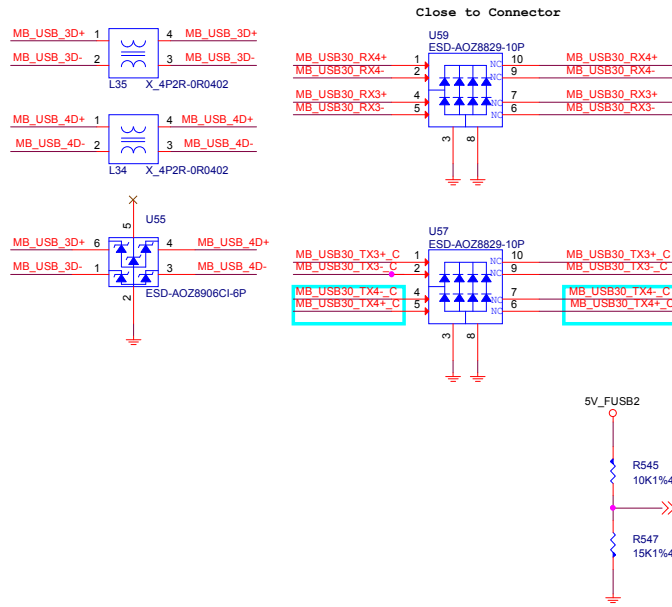 Close to Connector
MB_USB_3D+ 1 4 MB_USB_3D+
MB_USB_3D- 2 3 MB_USB_3D-
L35 X_4P2R-0R0402
MB_USB_4D+ 1 4 MB_USB_4D+
MB_USB_4D- 2 3 MB_USB_4D-
L34 X_4P2R-0R0402
U55
5
MB_USB_3D+ 6 4 MB_USB_4D+
MB_USB_3D- 1 3 MB_USB_4D-
2
ESD-AOZ8906CI-6P
U59
ESD-AOZ8829-10P
MB_USB30_RX4+ 1 NC 10 MB_USB30_RX4+
MB_USB30_RX4- 2 9 MB_USB30_RX4-
MB_USB30_RX3+ 4 NC 7 MB_USB30_RX3+
MB_USB30_RX3- 5 NC 6 MB_USB30_RX3-
3 8
U57
ESD-AOZ8829-10P
MB_USB30_TX3+_C 1 NC 10 MB_USB30_TX3+_C
MB_USB30_TX3-_C 2 9 MB_USB30_TX3-_C
MB_USB30_TX4-_C 4 NC 7 MB_USB30_TX4-_C
MB_USB30_TX4+_C 5 NC 6 MB_USB30_TX4+_C
3 8
5V_FUSB2
R545
10K1%4
R547
15K1%4